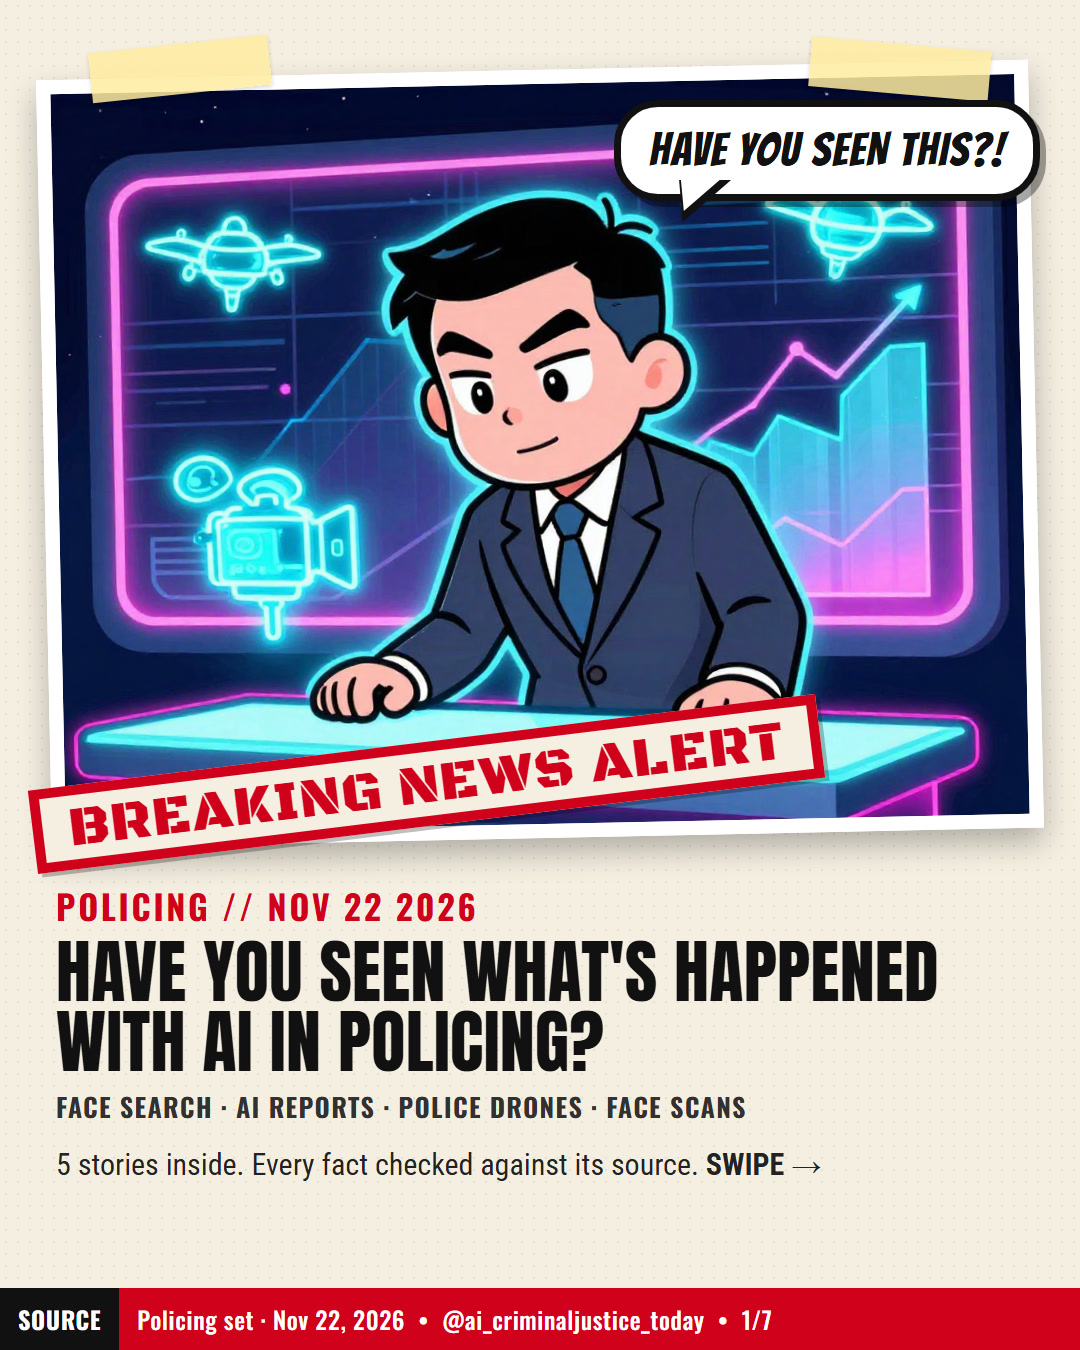 HAVE YOU SEEN THIS?!
BREAKING NEWS ALERT
POLICING // NOV 22 2026
HAVE YOU SEEN WHAT'S HAPPENED
WITH AI IN POLICING?
FACE SEARCH · AI REPORTS · POLICE DRONES · FACE SCANS
5 stories inside. Every fact checked against its source. SWIPE →
SOURCE Policing set · Nov 22, 2026 • @ai_criminaljustice_today • 1/7